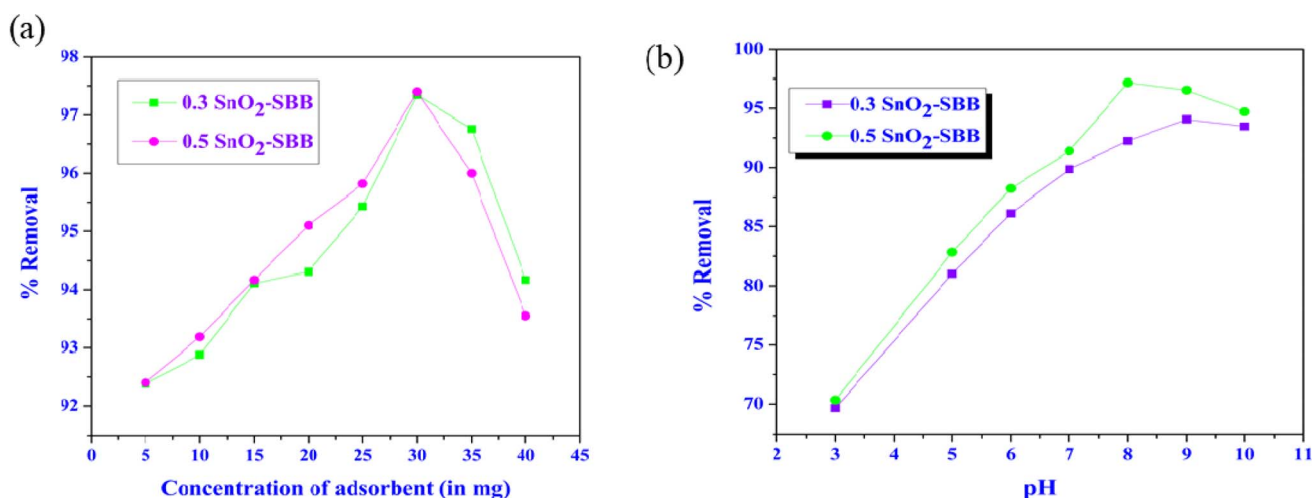 (a)
98
97
96
95
94
93
92
% Removal
0.3 SnO₂-SBB
0.5 SnO₂-SBB
0 5 10 15 20 25 30 35 40 45
Concentration of adsorbent (in mg)
(b)
100
95
90
85
80
75
70
% Removal
0.3 SnO₂-SBB
0.5 SnO₂-SBB
2 3 4 5 6 7 8 9 10 11
pH